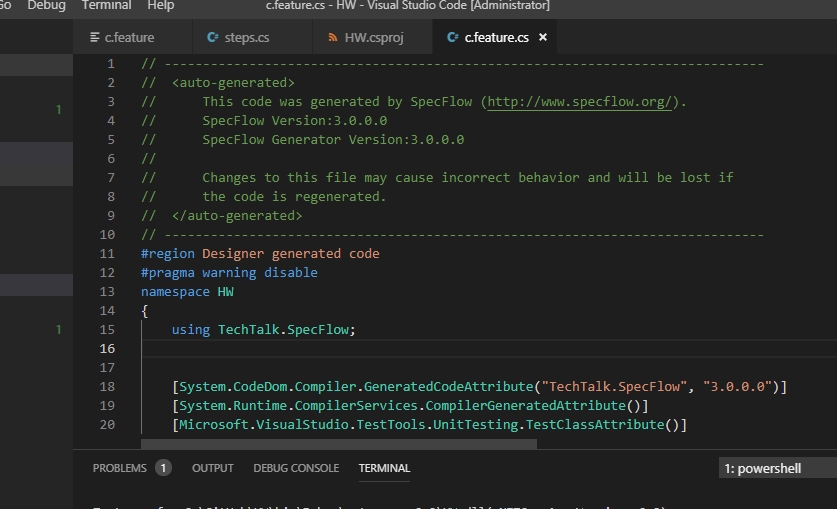 Go Debug Terminal Help c.feature.cs - HW - Visual Studio Code [Administrator]
c.feature steps.cs HW.csproj c.feature.cs ×
1 // ------------------------------------------------------------------------------
2 //  <auto-generated>
3 //      This code was generated by SpecFlow (http://www.specflow.org/).
4 //      SpecFlow Version:3.0.0.0
5 //      SpecFlow Generator Version:3.0.0.0
6 //
7 //      Changes to this file may cause incorrect behavior and will be lost if
8 //      the code is regenerated.
9 //  </auto-generated>
10 // ------------------------------------------------------------------------------
11 #region Designer generated code
12 #pragma warning disable
13 namespace HW
14 {
15     using TechTalk.SpecFlow;
16
17
18     [System.CodeDom.Compiler.GeneratedCodeAttribute("TechTalk.SpecFlow", "3.0.0.0")]
19     [System.Runtime.CompilerServices.CompilerGeneratedAttribute()]
20     [Microsoft.VisualStudio.TestTools.UnitTesting.TestClassAttribute()]
1
1
PROBLEMS 1 OUTPUT DEBUG CONSOLE TERMINAL 1: powershell